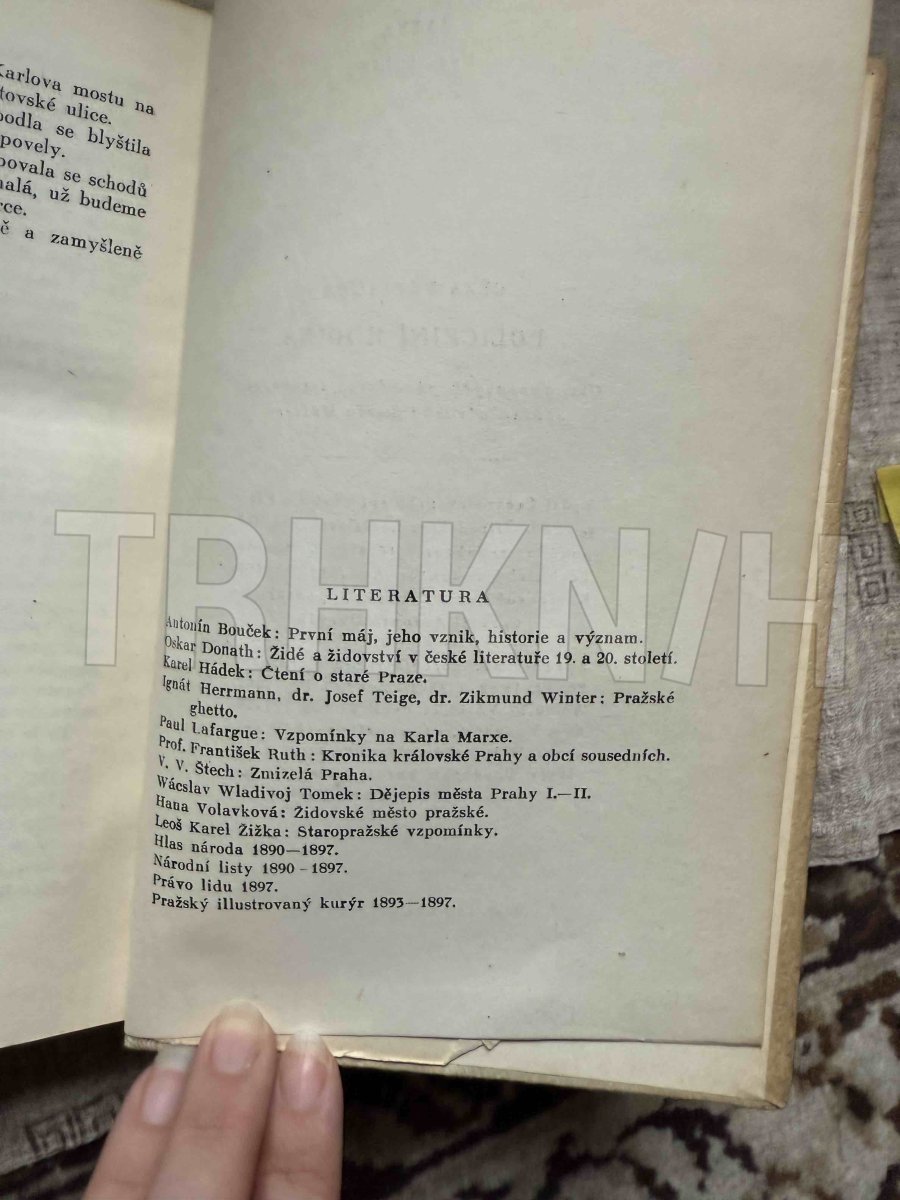 Karlova mostu na
tovské ulice.
podla se blyštila
povely.
se schodů
už budeme
a zamyšleně
LITERATURA
Antonín Bouček: První máj, jeho vznik, historie a význam.
Oskar Donath: Židé a židovství v české literatuře 19. a 20. století.
Karel Hádek: Čtení o staré Praze.
Ignát Herrmann, dr. Josef Teige, dr. Zikmund Winter: Pražské
ghetto.
Paul Lafargue: Vzpomínky na Karla Marxe.
Prof. František Ruth: Kronika královské Prahy a obcí sousedních.
V. V. Štech: Zmizelá Praha.
Wácslav Wladivoj Tomek: Dějepis města Prahy I.—II.
Hana Volavková: Židovské město pražské.
Leoš Karel Žižka: Staropražské vzpomínky.
Hlas národa 1890—1897.
Národní listy 1890-1897.
Právo lidu 1897.
Pražský illustrovaný kurýr 1893—1897.
TBHKN/H